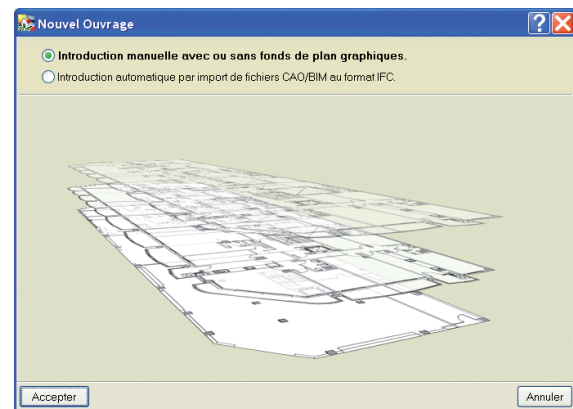 Nouvel Ouvrage
Introduction manuelle avec ou sans fonds de plan graphiques.
Introduction automatique par import de fichiers CAO/BIM au format IFC.
Accepter
Annuler